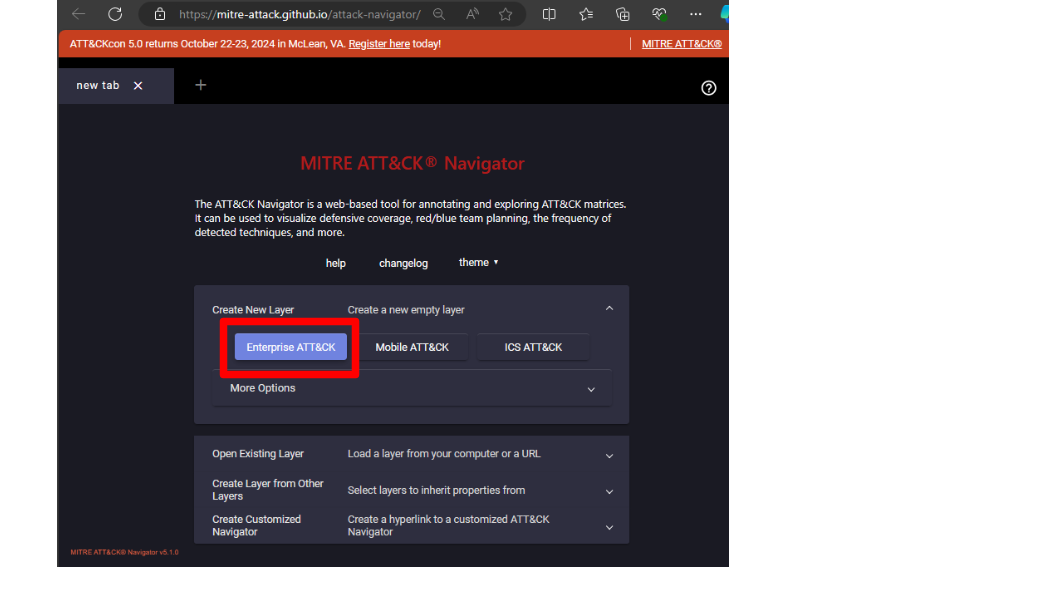 https://mitre-attack.github.io/attack-navigator/
ATT&CKcon 5.0 returns October 22-23, 2024 in McLean, VA. Register here today!
MITRE ATT&CK®
new tab
MITRE ATT&CK® Navigator
The ATT&CK Navigator is a web-based tool for annotating and exploring ATT&CK matrices.
It can be used to visualize defensive coverage, red/blue team planning, the frequency of
detected techniques, and more.
help changelog theme
Create New Layer Create a new empty layer
Enterprise ATT&CK Mobile ATT&CK ICS ATT&CK
More Options
Open Existing Layer Load a layer from your computer or a URL
Create Layer from Other
Layers
Select layers to inherit properties from
Create Customized
Navigator
Create a hyperlink to a customized ATT&CK
Navigator
MITRE ATT&CK® Navigator v5.1.0